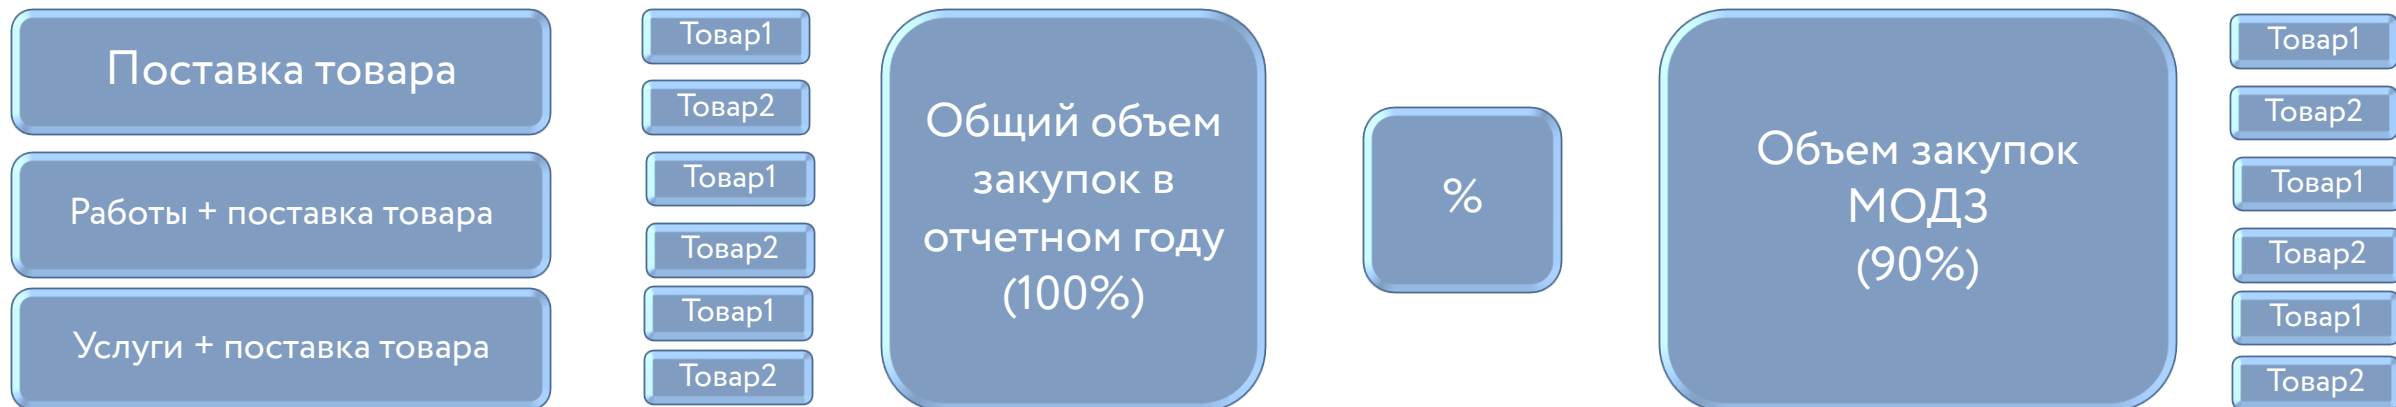 Поставка товара
Работы + поставка товара
Услуги + поставка товара
Товар1
Товар2
Товар1
Товар2
Товар1
Товар2
Общий объем
закупок в
отчетном году
(100%)
%
Объем закупок
МОДЗ
(90%)
Товар1
Товар2
Товар1
Товар2
Товар1
Товар2